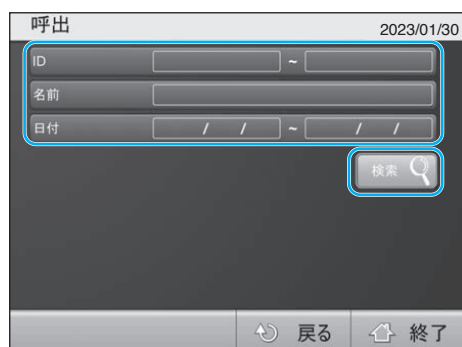 呼出 2023/01/30
ID ~
名前
日付 / / ~ / /
検索
戻る 終了